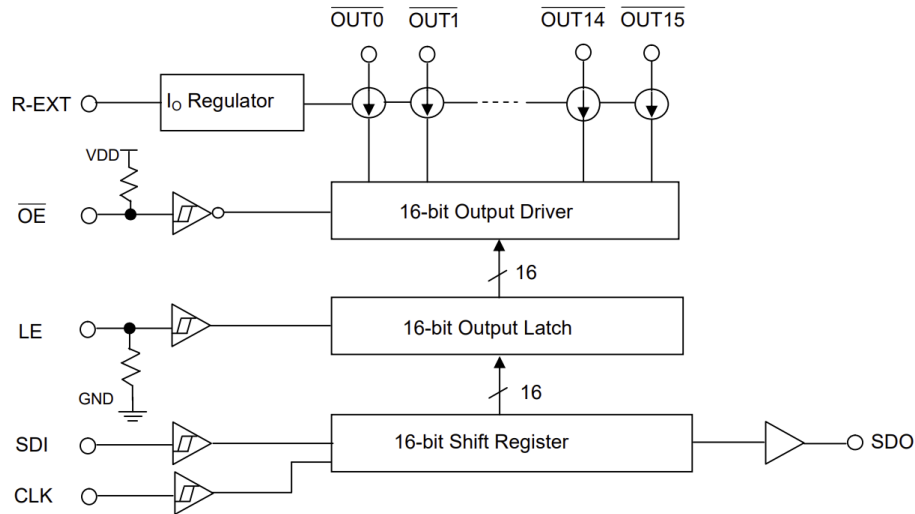 OUT0 OUT1 OUT14 OUT15
R-EXT
I₀ Regulator
VDD
OE
16-bit Output Driver
16
LE
16-bit Output Latch
GND
16
SDI
16-bit Shift Register
SDO
CLK